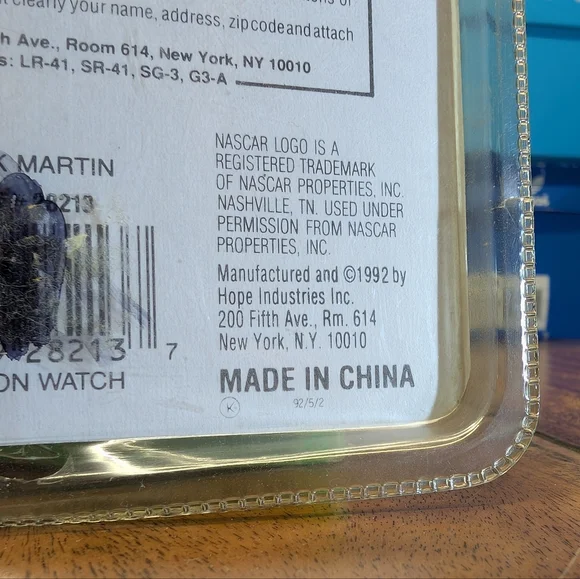 t clearly your name, address, zip code and attach
h Ave., Room 614, New York, NY 10010
s: LR-41, SR-41, SG-3, G3-A
K MARTIN
28213
28213 7
ON WATCH
NASCAR LOGO IS A
REGISTERED TRADEMARK
OF NASCAR PROPERTIES, INC.
NASHVILLE, TN. USED UNDER
PERMISSION FROM NASCAR
PROPERTIES, INC.
Manufactured and ©1992 by
Hope Industries Inc.
200 Fifth Ave., Rm. 614
New York, N.Y. 10010
MADE IN CHINA
K
92/5/2